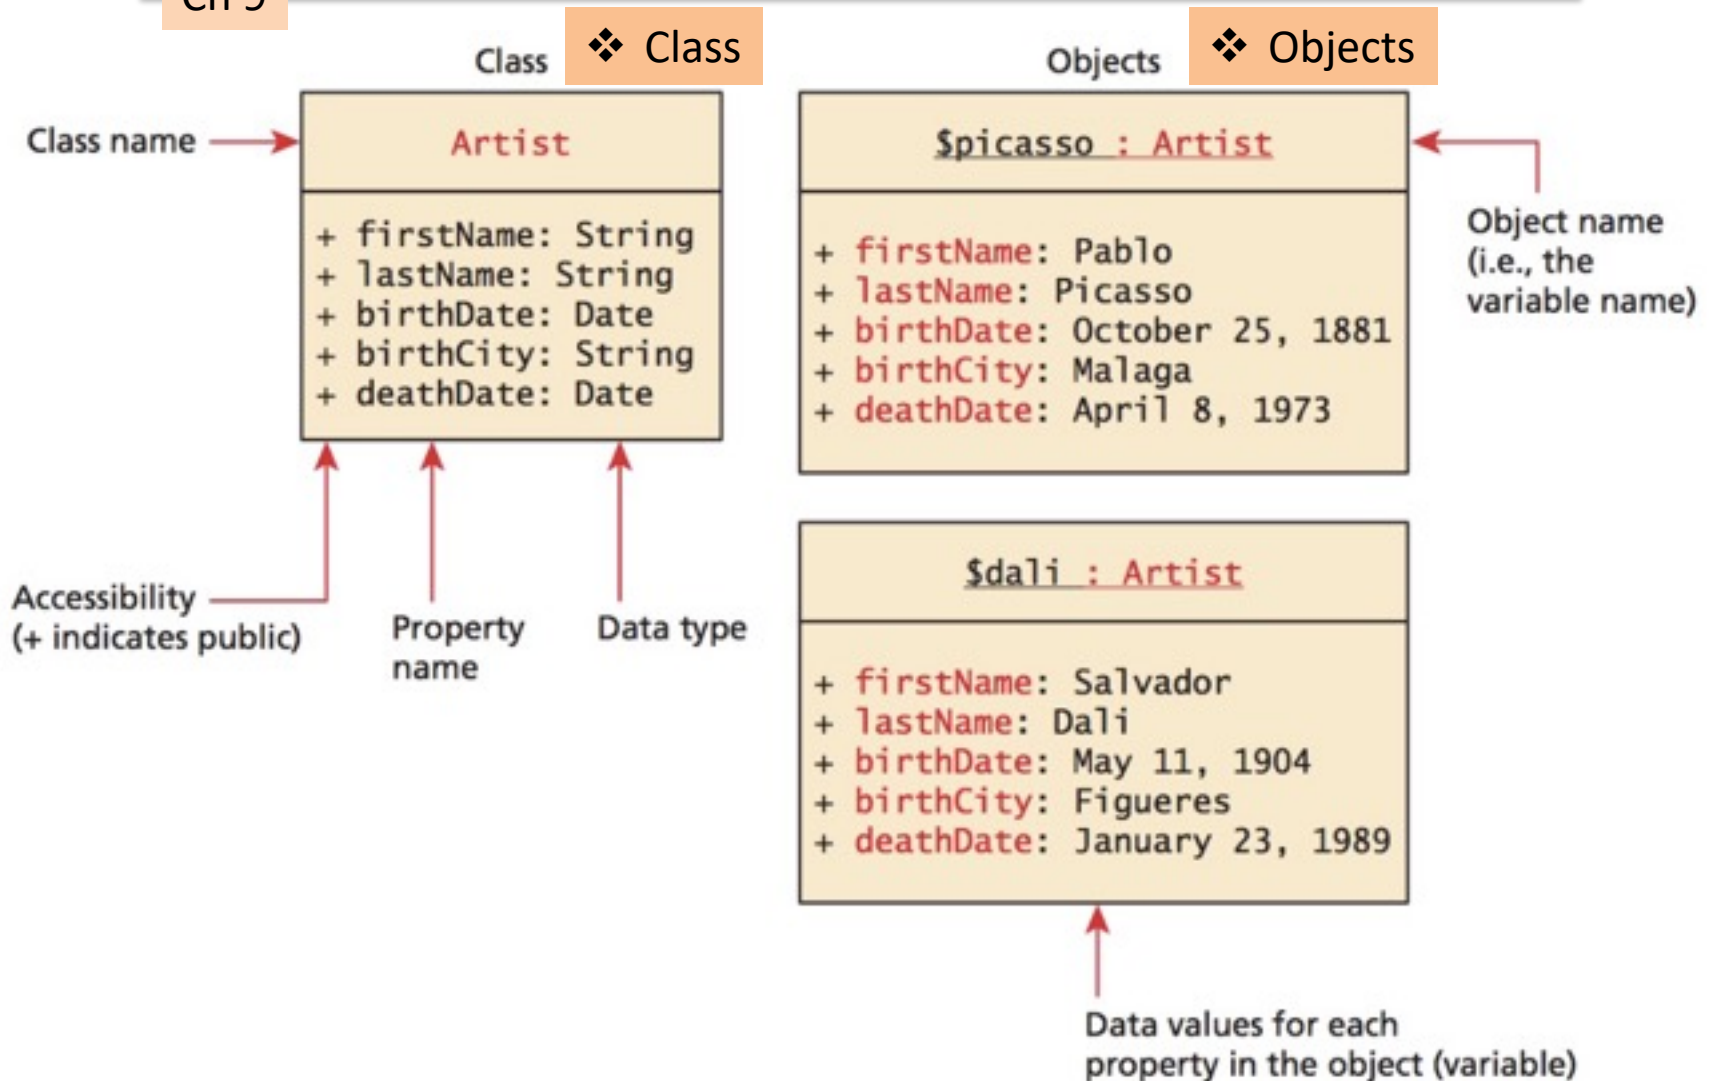 Ch 9
Class
❖ Class
Objects
❖ Objects
Class name
Artist
+ firstName: String
+ lastName: String
+ birthDate: Date
+ birthCity: String
+ deathDate: Date
Accessibility
(+ indicates public)
Property
name
Data type
$picasso : Artist
+ firstName: Pablo
+ lastName: Picasso
+ birthDate: October 25, 1881
+ birthCity: Malaga
+ deathDate: April 8, 1973
Object name
(i.e., the
variable name)
$dali : Artist
+ firstName: Salvador
+ lastName: Dali
+ birthDate: May 11, 1904
+ birthCity: Figueres
+ deathDate: January 23, 1989
Data values for each
property in the object (variable)